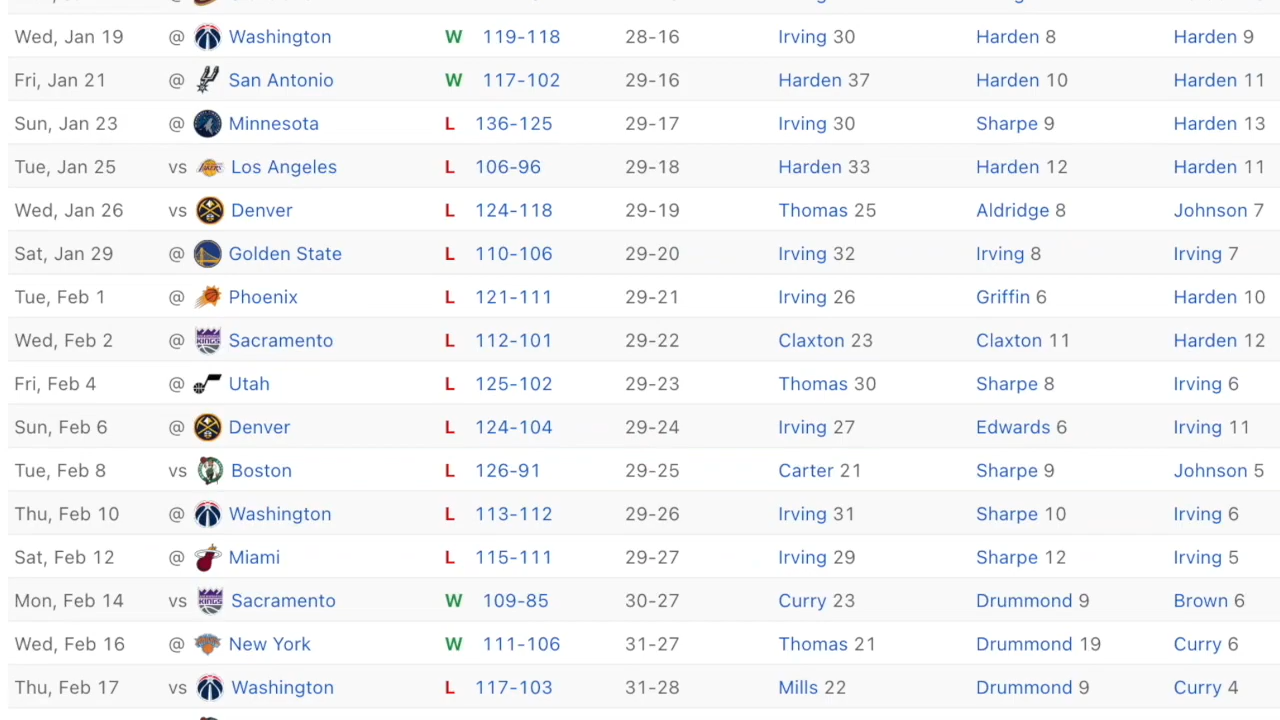 Wed, Jan 19 @ Washington W 119-118 28-16 Irving 30 Harden 8 Harden 9
Fri, Jan 21 @ San Antonio W 117-102 29-16 Harden 37 Harden 10 Harden 11
Sun, Jan 23 @ Minnesota L 136-125 29-17 Irving 30 Sharpe 9 Harden 13
Tue, Jan 25 vs Los Angeles L 106-96 29-18 Harden 33 Harden 12 Harden 11
Wed, Jan 26 vs Denver L 124-118 29-19 Thomas 25 Aldridge 8 Johnson 7
Sat, Jan 29 @ Golden State L 110-106 29-20 Irving 32 Irving 8 Irving 7
Tue, Feb 1 @ Phoenix L 121-111 29-21 Irving 26 Griffin 6 Harden 10
Wed, Feb 2 @ Sacramento L 112-101 29-22 Claxton 23 Claxton 11 Harden 12
Fri, Feb 4 @ Utah L 125-102 29-23 Thomas 30 Sharpe 8 Irving 6
Sun, Feb 6 @ Denver L 124-104 29-24 Irving 27 Edwards 6 Irving 11
Tue, Feb 8 vs Boston L 126-91 29-25 Carter 21 Sharpe 9 Johnson 5
Thu, Feb 10 @ Washington L 113-112 29-26 Irving 31 Sharpe 10 Irving 6
Sat, Feb 12 @ Miami L 115-111 29-27 Irving 29 Sharpe 12 Irving 5
Mon, Feb 14 vs Sacramento W 109-85 30-27 Curry 23 Drummond 9 Brown 6
Wed, Feb 16 @ New York W 111-106 31-27 Thomas 21 Drummond 19 Curry 6
Thu, Feb 17 vs Washington L 117-103 31-28 Mills 22 Drummond 9 Curry 4